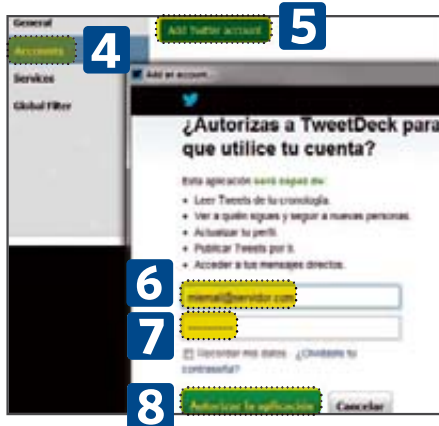 General
Add Twitter account
5
Accounts
4
Services
Add an account...
Global Filter
¿Autorizas a TweetDeck para
que utilice tu cuenta?
Esta aplicación será capaz de:
• Leer Tweets de tu cronología.
• Ver a quién sigues y seguir a nuevas personas.
• Actualizar tu perfil.
• Publicar Tweets por ti.
• Acceder a tus mensajes directos.
6
miemail@servidor.com
7
Recordar mis datos · ¿Olvidaste tu
contraseña?
8
Autorizar la aplicación
Cancelar